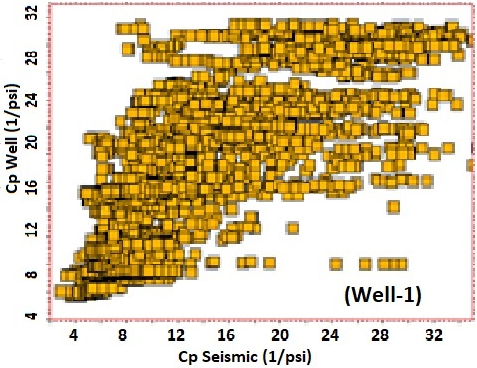 32
28
24
20
16
12
8
4
Cp Well (1/psi)
(Well-1)
4 8 12 16 20 24 28 32
Cp Seismic (1/psi)